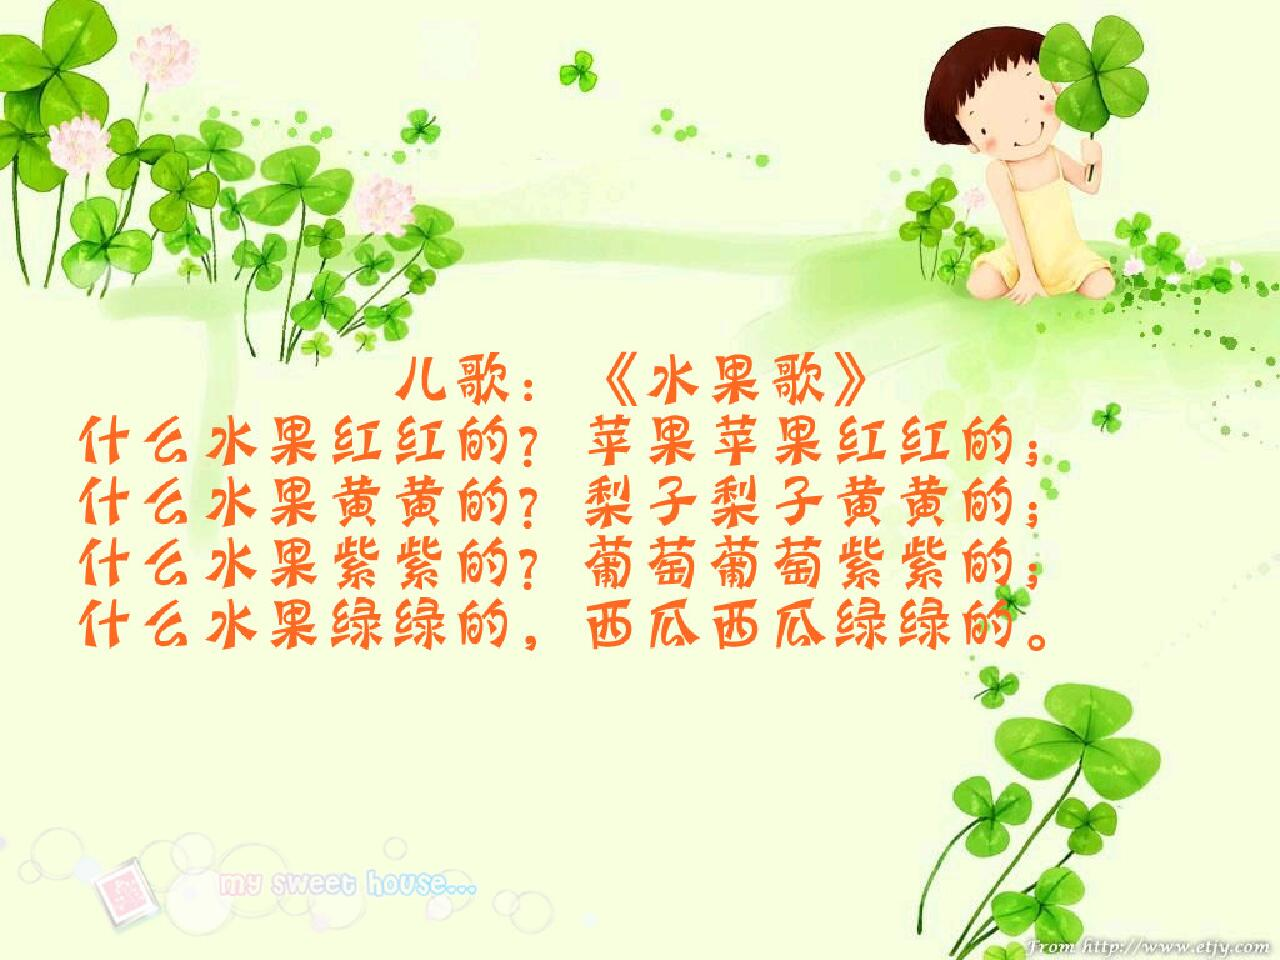 儿歌：《水果歌》
什么水果红红的？苹果苹果红红的；
什么水果黄黄的？梨子梨子黄黄的；
什么水果紫紫的？葡萄葡萄紫紫的；
什么水果绿绿的，西瓜西瓜绿绿的。
my sweet house...
From http://www.etjy.com